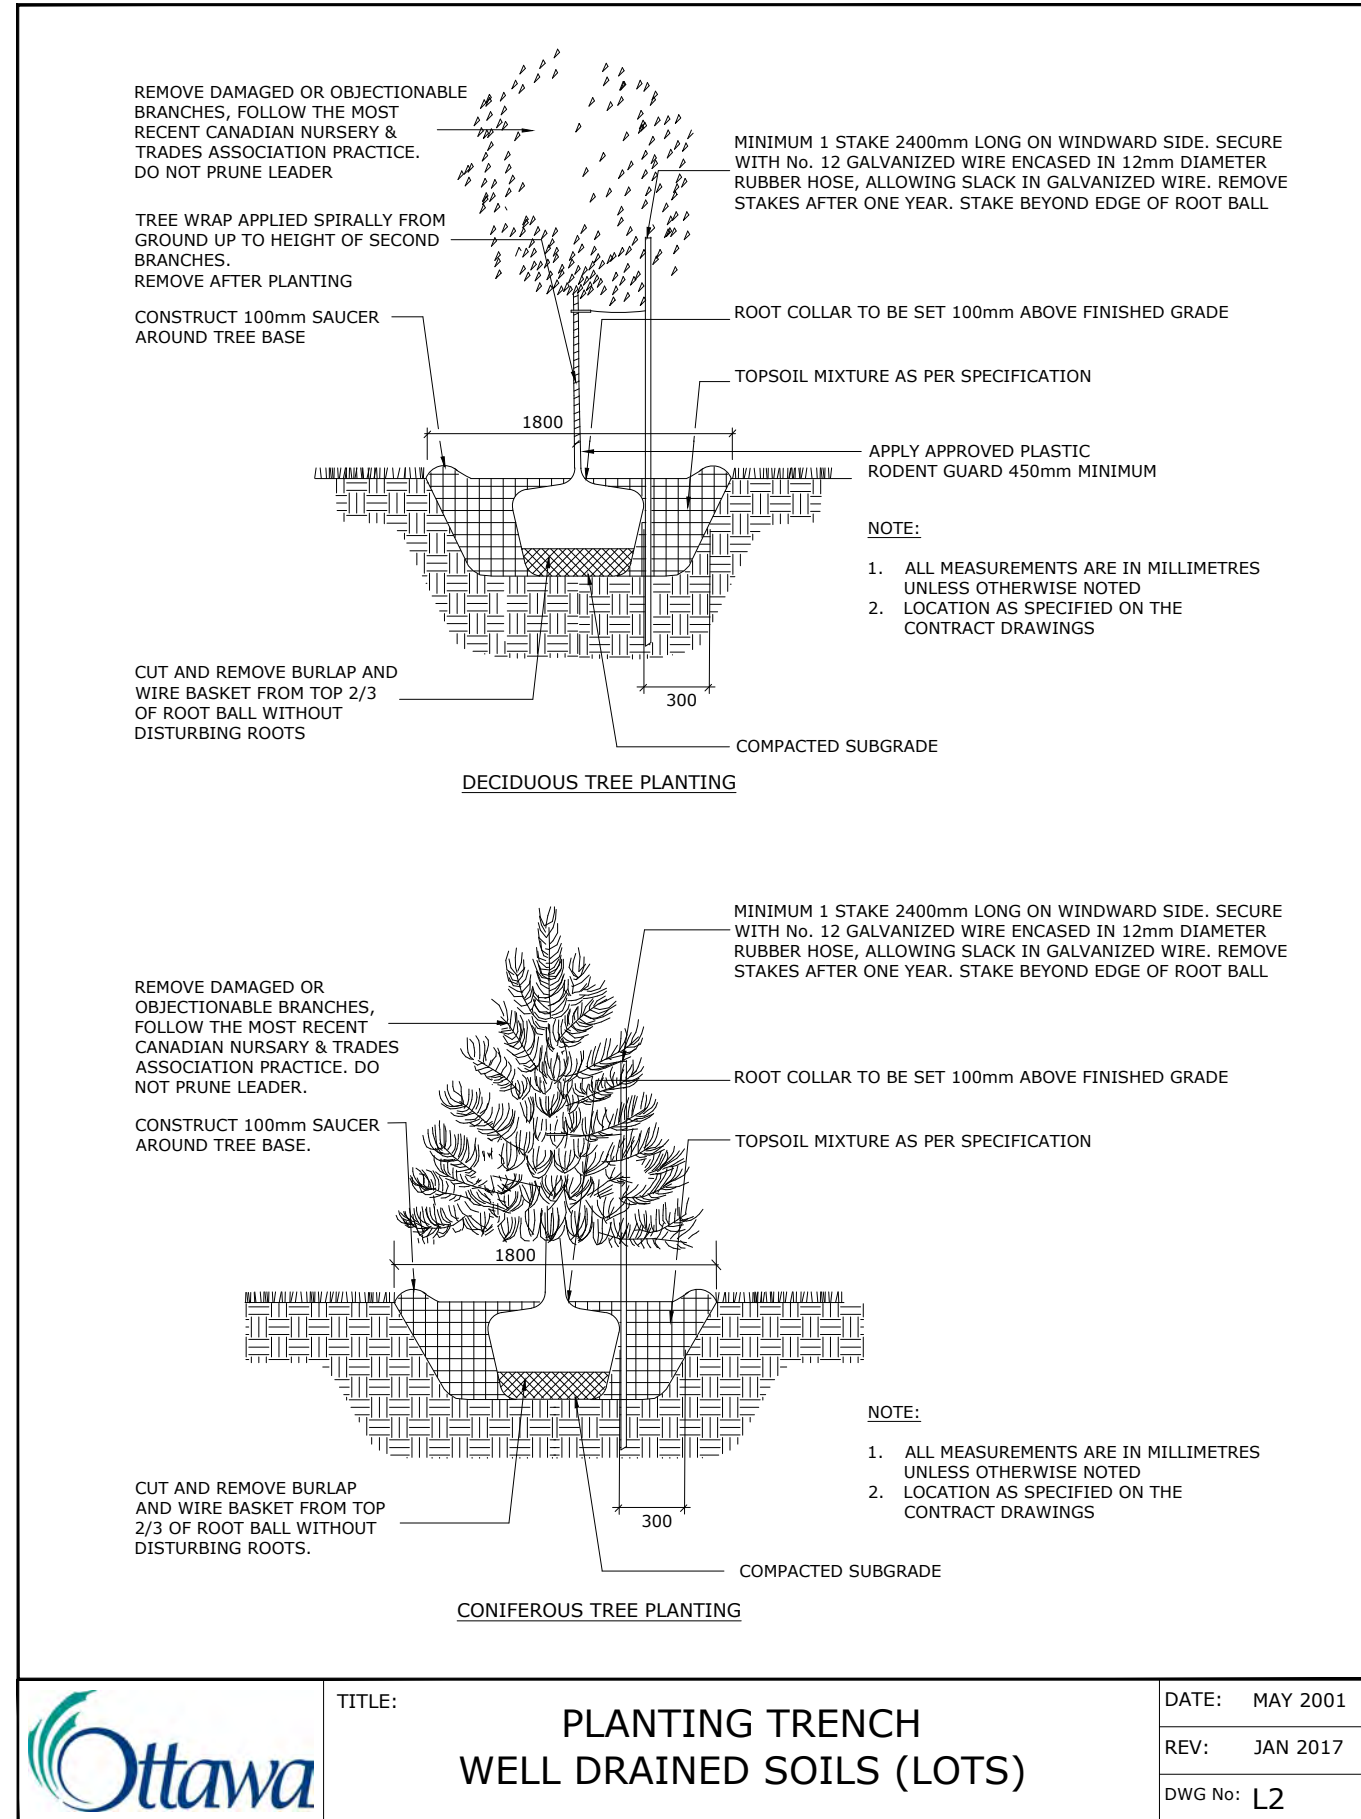 REMOVE DAMAGED OR OBJECTIONABLE
BRANCHES, FOLLOW THE MOST
RECENT CANADIAN NURSERY &
TRADES ASSOCIATION PRACTICE.
DO NOT PRUNE LEADER
MINIMUM 1 STAKE 2400mm LONG ON WINDWARD SIDE. SECURE
WITH No. 12 GALVANIZED WIRE ENCASED IN 12mm DIAMETER
RUBBER HOSE, ALLOWING SLACK IN GALVANIZED WIRE. REMOVE
STAKES AFTER ONE YEAR. STAKE BEYOND EDGE OF ROOT BALL
TREE WRAP APPLIED SPIRALLY FROM
GROUND UP TO HEIGHT OF SECOND
BRANCHES.
REMOVE AFTER PLANTING
CONSTRUCT 100mm SAUCER
AROUND TREE BASE
ROOT COLLAR TO BE SET 100mm ABOVE FINISHED GRADE
TOPSOIL MIXTURE AS PER SPECIFICATION
1800
APPLY APPROVED PLASTIC
RODENT GUARD 450mm MINIMUM
NOTE:
1. ALL MEASUREMENTS ARE IN MILLIMETRES
UNLESS OTHERWISE NOTED
2. LOCATION AS SPECIFIED ON THE
CONTRACT DRAWINGS
CUT AND REMOVE BURLAP AND
WIRE BASKET FROM TOP 2/3
OF ROOT BALL WITHOUT
DISTURBING ROOTS
300
COMPACTED SUBGRADE
DECIDUOUS TREE PLANTING
MINIMUM 1 STAKE 2400mm LONG ON WINDWARD SIDE. SECURE
WITH No. 12 GALVANIZED WIRE ENCASED IN 12mm DIAMETER
RUBBER HOSE, ALLOWING SLACK IN GALVANIZED WIRE. REMOVE
STAKES AFTER ONE YEAR. STAKE BEYOND EDGE OF ROOT BALL
REMOVE DAMAGED OR
OBJECTIONABLE BRANCHES,
FOLLOW THE MOST RECENT
CANADIAN NURSARY & TRADES
ASSOCIATION PRACTICE. DO
NOT PRUNE LEADER.
ROOT COLLAR TO BE SET 100mm ABOVE FINISHED GRADE
CONSTRUCT 100mm SAUCER
AROUND TREE BASE.
TOPSOIL MIXTURE AS PER SPECIFICATION
1800
NOTE:
1. ALL MEASUREMENTS ARE IN MILLIMETRES
UNLESS OTHERWISE NOTED
2. LOCATION AS SPECIFIED ON THE
CONTRACT DRAWINGS
CUT AND REMOVE BURLAP
AND WIRE BASKET FROM TOP
2/3 OF ROOT BALL WITHOUT
DISTURBING ROOTS.
300
COMPACTED SUBGRADE
CONIFEROUS TREE PLANTING
Ottawa
TITLE:
PLANTING TRENCH
WELL DRAINED SOILS (LOTS)
DATE: MAY 2001
REV: JAN 2017
DWG No: L2